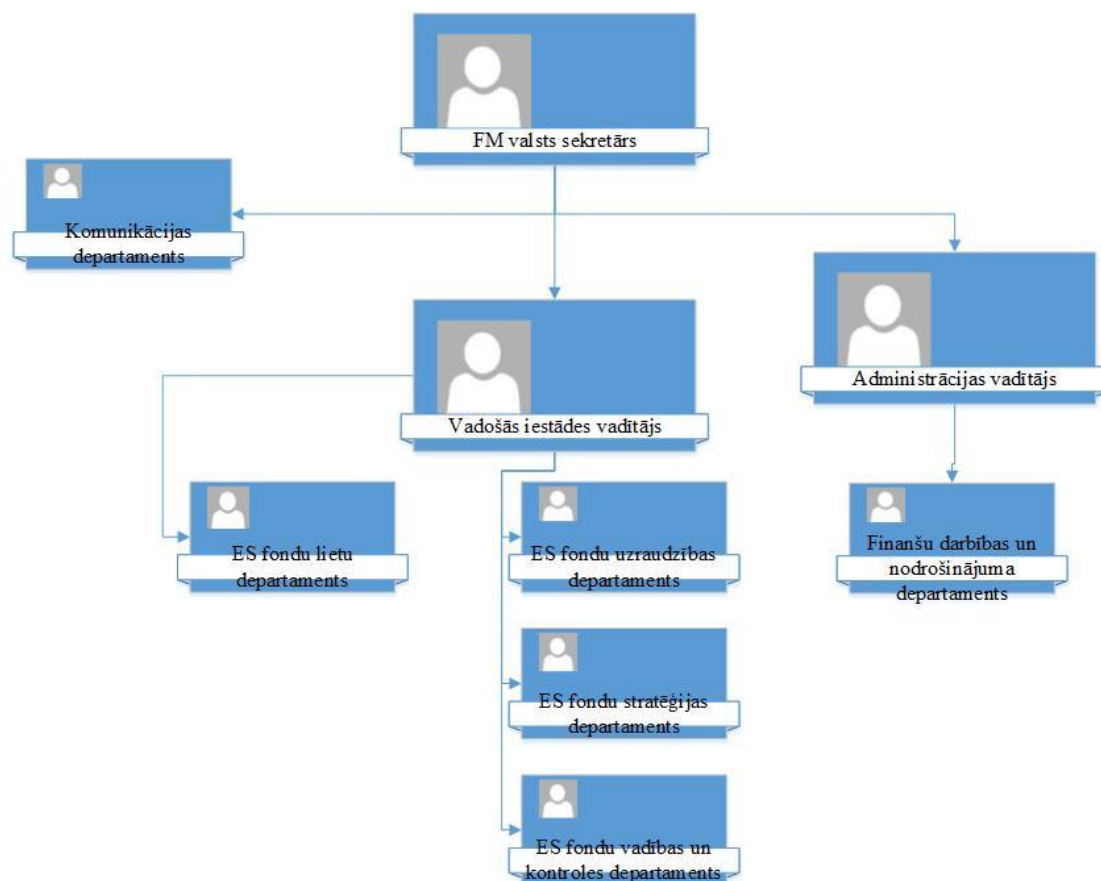 FM valsts sekretārs
Komunikācijas
departaments
Administrācijas vadītājs
Vadošās iestādes vadītājs
ES fondu lietu
departaments
ES fondu uzraudzības
departaments
Finanšu darbības un
nodrošinājuma
departaments
ES fondu stratēģijas
departaments
ES fondu vadības un
kontroles departaments